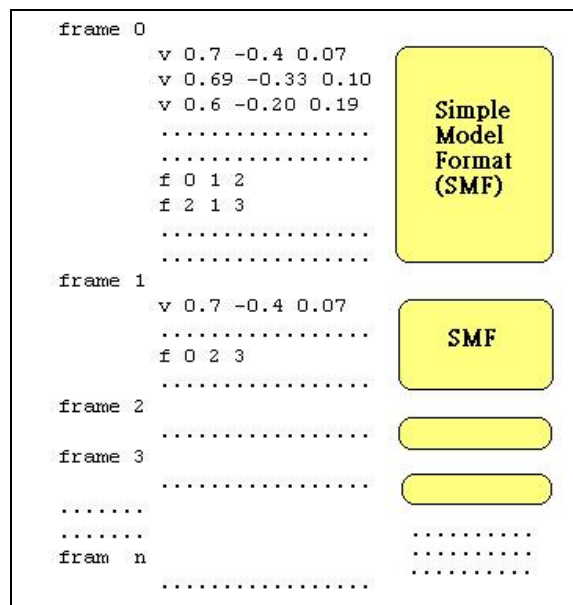 frame 0
v 0.7 -0.4 0.07
v 0.69 -0.33 0.10
v 0.6 -0.20 0.19
.................
.................
f 0 1 2
f 2 1 3
.................
.................
Simple
Model
Format
(SMF)
frame 1
v 0.7 -0.4 0.07
.................
f 0 2 3
.................
SMF
frame 2
.................
frame 3
.................
.......
.......
..........
..........
..........
fram n
.................